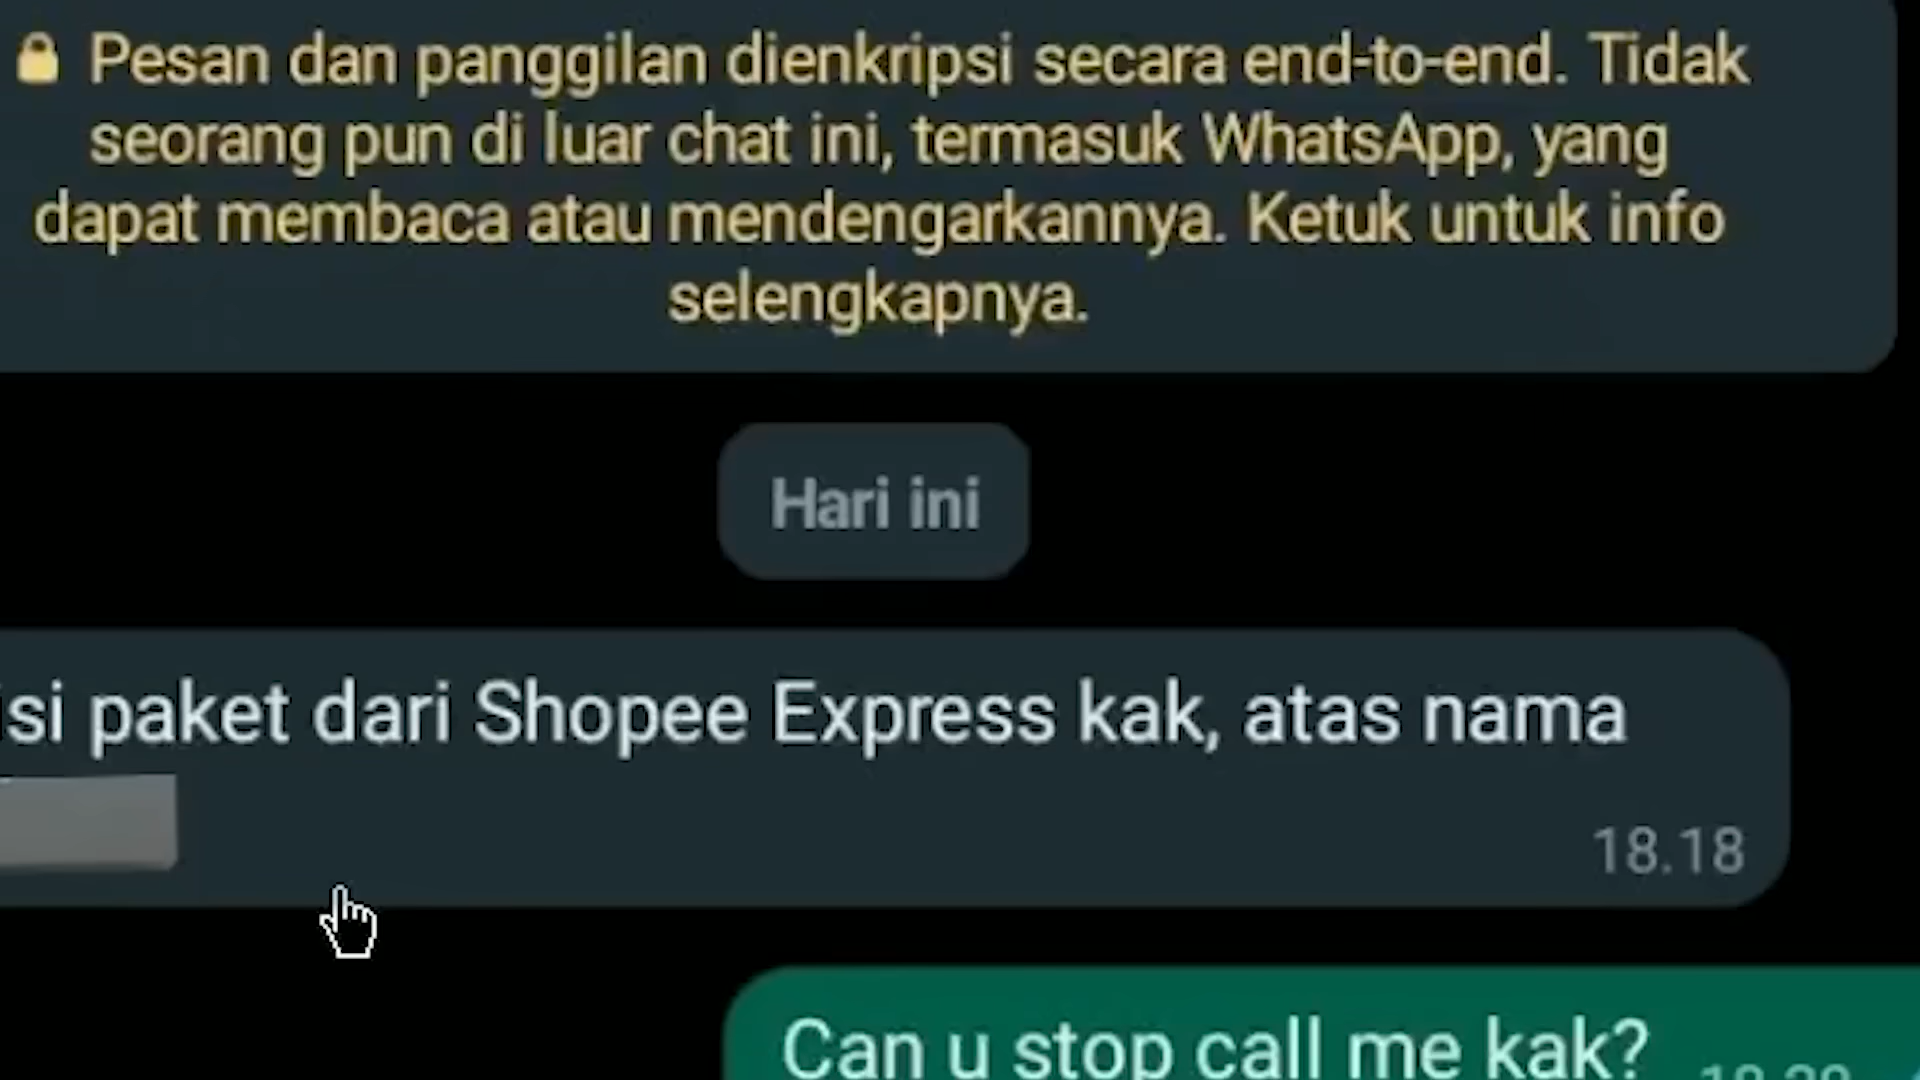 Pesan dan panggilan dienkripsi secara end-to-end. Tidak
seorang pun di luar chat ini, termasuk WhatsApp, yang
dapat membaca atau mendengarkannya. Ketuk untuk info
selengkapnya.
Hari ini
paket dari Shopee Express kak, atas nama
18.18
Can u stop call me kak?